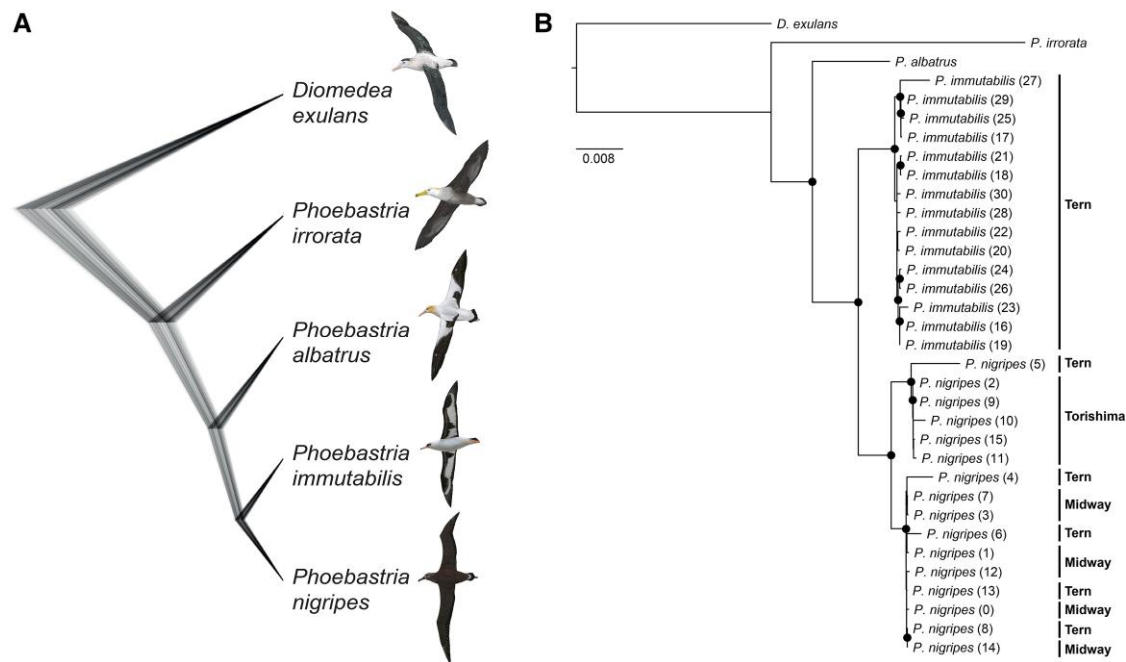 A
Diomedea
exulans
Phoebastria
irrorata
Phoebastria
albatrus
Phoebastria
immutabilis
Phoebastria
nigripes
B
D. exulans
P. irrorata
P. albatrus
P. immutabilis (27)
P. immutabilis (29)
P. immutabilis (25)
P. immutabilis (17)
P. immutabilis (21)
P. immutabilis (18)
P. immutabilis (30)
P. immutabilis (28)
P. immutabilis (22)
P. immutabilis (20)
P. immutabilis (24)
P. immutabilis (26)
P. immutabilis (23)
P. immutabilis (16)
P. immutabilis (19)
Tern
0.008
P. nigripes (5)
Tern
P. nigripes (2)
P. nigripes (9)
P. nigripes (10)
P. nigripes (15)
P. nigripes (11)
Torishima
P. nigripes (4)
Tern
P. nigripes (7)
P. nigripes (3)
Midway
P. nigripes (6)
Tern
P. nigripes (1)
P. nigripes (12)
Midway
P. nigripes (13)
Tern
P. nigripes (0)
Midway
P. nigripes (8)
Tern
P. nigripes (14)
Midway